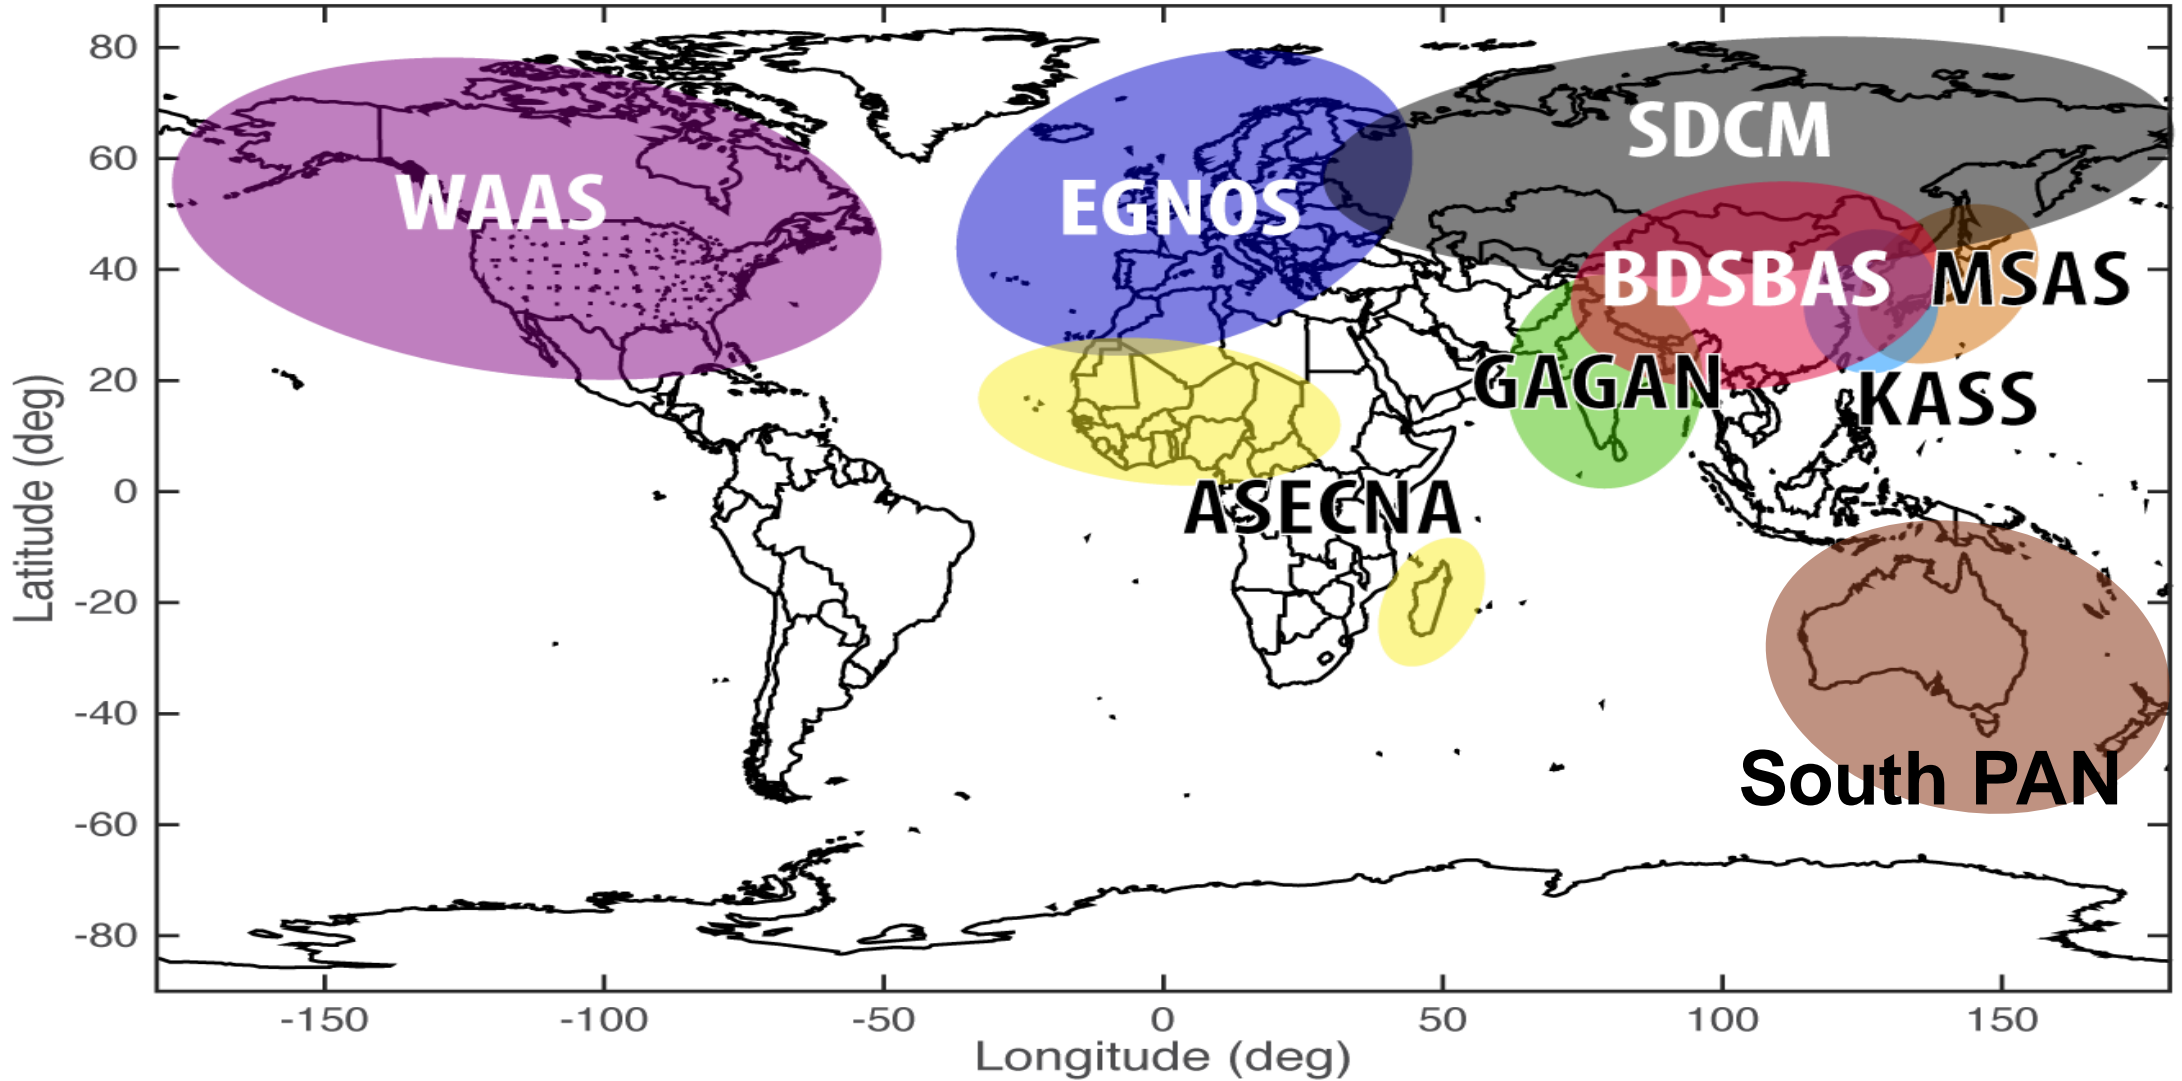 80
60
40
20
0
-20
-40
-60
-80
Latitude (deg)
SDCM
WAAS
EGNOS
BDSBAS
MSAS
GAGAN
KASS
ASECNA
South PAN
-150 -100 -50 0 50 100 150
Longitude (deg)